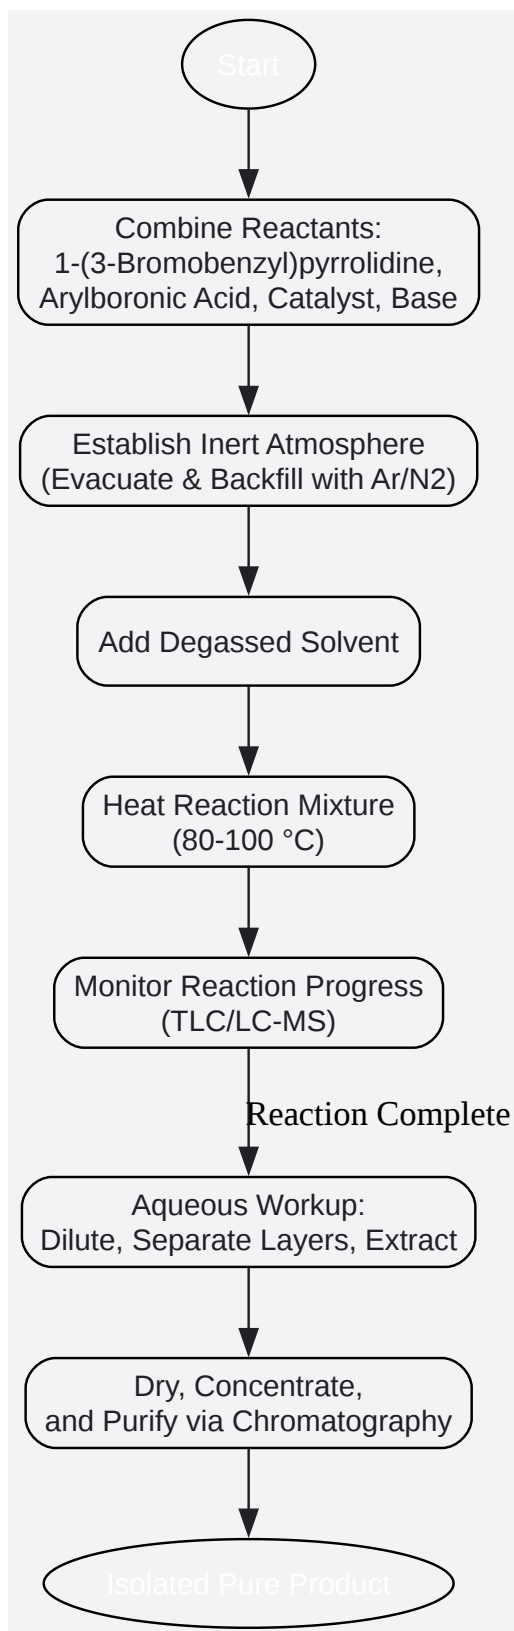 Start
Combine Reactants:
1-(3-Bromobenzyl)pyrrolidine,
Arylboronic Acid, Catalyst, Base
Establish Inert Atmosphere
(Evacuate & Backfill with Ar/N2)
Add Degassed Solvent
Heat Reaction Mixture
(80-100 °C)
Monitor Reaction Progress
(TLC/LC-MS)
Reaction Complete
Aqueous Workup:
Dilute, Separate Layers, Extract
Dry, Concentrate,
and Purify via Chromatography
Isolated Pure Product